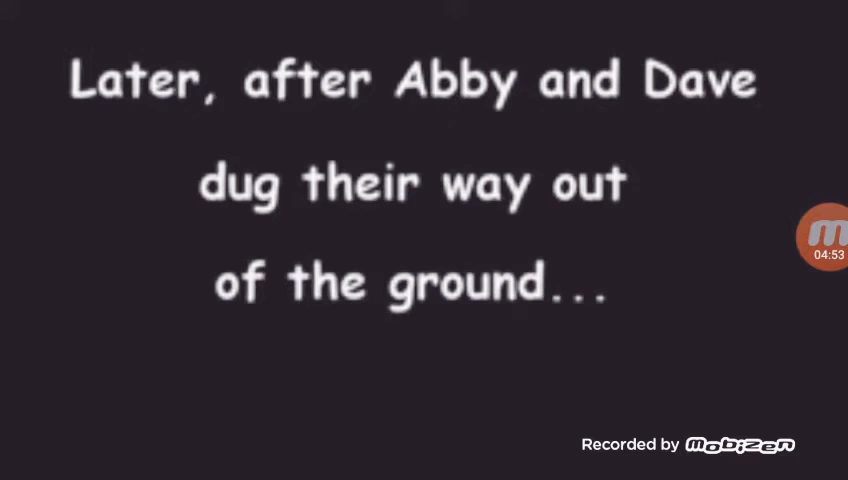 Later, after Abby and Dave
dug their way out
of the ground...
m
04:53
Recorded by mobizen